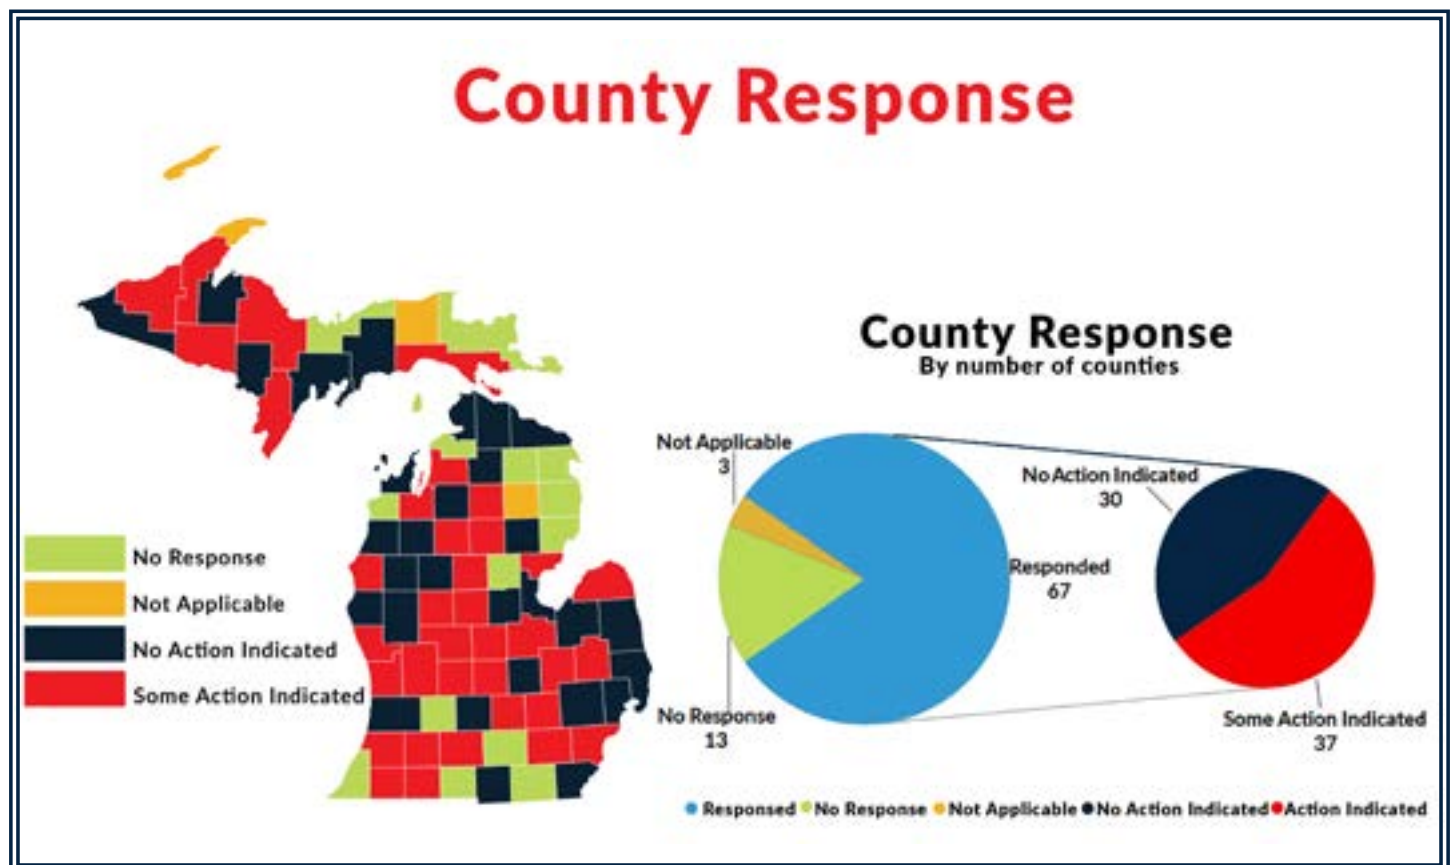 County Response
No Response
Not Applicable
No Action Indicated
Some Action Indicated
County Response
By number of counties
Not Applicable
3
No Action Indicated
30
Responded
67
No Response
13
Some Action Indicated
37
Responsed No Response Not Applicable No Action Indicated Action Indicated